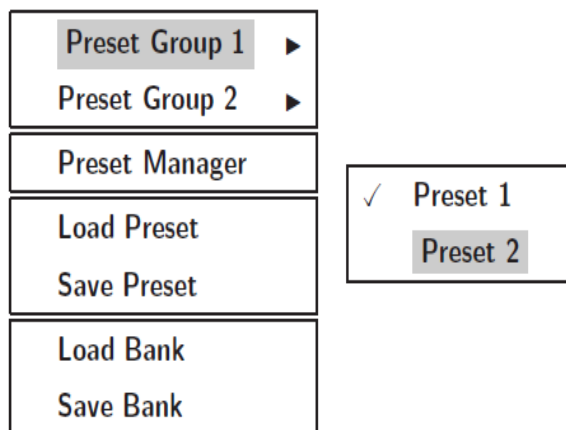 Preset Group 1 ▶
Preset Group 2 ▶
Preset Manager
Load Preset
Save Preset
Load Bank
Save Bank
✓ Preset 1
Preset 2